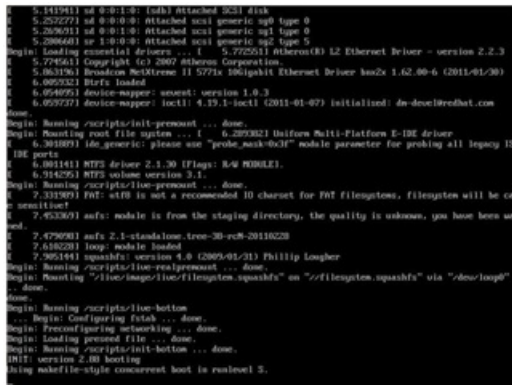 [    5.141941] sd 0:0:1:0: [sdb] Attached SCSI disk
[    5.257277] sd 0:0:0:0: Attached scsi generic sg0 type 0
[    5.269691] sd 0:0:1:0: Attached scsi generic sg1 type 0
[    5.280660] sr 1:0:0:0: Attached scsi generic sg2 type 5
Begin: Loading essential drivers ... [    5.772551] Atheros(R) L2 Ethernet Driver - version 2.2.3
[    5.774561] Copyright (c) 2007 Atheros Corporation.
[    5.863196] Broadcom NetXtreme II 5771x 10Gigabit Ethernet Driver bnx2x 1.62.00-6 (2011/01/30)
[    6.005932] Btrfs loaded
[    6.054095] device-mapper: uevent: version 1.0.3
[    6.059737] device-mapper: ioctl: 4.19.1-ioctl (2011-01-07) initialised: dm-devel@redhat.com
done.
Begin: Running /scripts/init-premount ... done.
Begin: Mounting root file system ... [    6.289302] Uniform Multi-Platform E-IDE driver
[    6.301009] ide_generic: please use "probe_mask=0x3f" module parameter for probing all legacy IS
IDE ports
[    6.801141] NTFS driver 2.1.30 [Flags: R/W MODULE].
[    6.914295] NTFS volume version 3.1.
Begin: Running /scripts/live-premount ... done.
[    7.331909] FAT: utf8 is not a recommended IO charset for FAT filesystems, filesystem will be ca
e sensitive!
[    7.453369] aufs: module is from the staging directory, the quality is unknown, you have been wa
ned.
[    7.479090] aufs 2.1-standalone.tree-38-rcN-20110228
[    7.610228] loop: module loaded
[    7.905144] squashfs: version 4.0 (2009/01/31) Phillip Lougher
Begin: Running /scripts/live-realpremount ... done.
Begin: Mounting "/live/image/live/filesystem.squashfs" on "//filesystem.squashfs" via "/dev/loop0"
.. done.
done.
Begin: Running /scripts/live-bottom
 ... Begin: Configuring fstab ... done.
Begin: Preconfiguring networking ... done.
Begin: Loading preseed file ... done.
Begin: Running /scripts/init-bottom ... done.
INIT: version 2.88 booting
Using makefile-style concurrent boot in runlevel S.